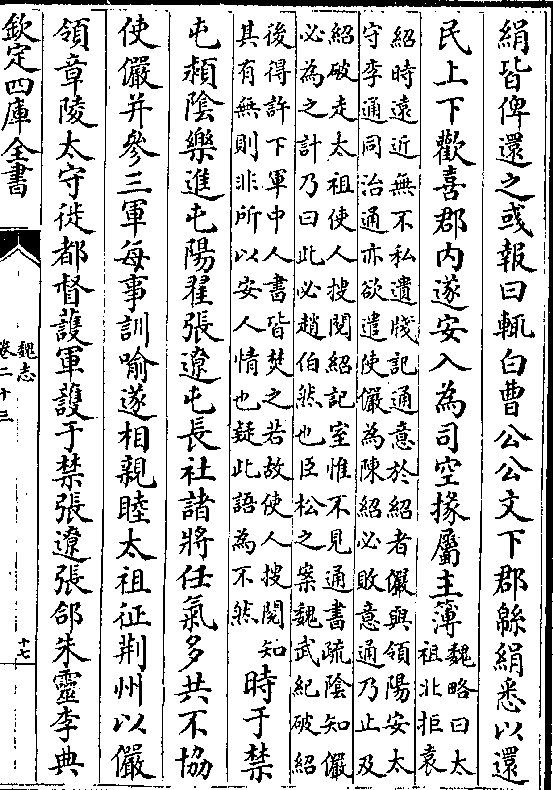 絹皆俾還之彧報曰輒白曹公公文下郡緜絹悉以還
民上下歡喜郡內遂安入為司空掾屬主簿
魏略曰太
祖北拒袁
紹時遠近無不私遺牋記通意於紹者儼與領陽安太
守李通同治通亦欲遣使儼為陳紹必敗意通乃止及
紹破走太祖使人搜閱紹記室惟不見通書疏陰知儼
必為之計乃曰此必趙伯然也臣松之案魏武紀破紹
後得許下軍中人書皆焚之若故使人搜閱知
其有無則非所以安人情也疑此語為不然
時于禁
屯潁陰樂進屯陽翟張遼屯長社諸將任氣多共不協
使儼并參三軍每事訓喻遂相親睦太祖征荆州以儼
領章陵太守徙都督護軍護于禁張遼張郃朱靈李典
欽定四庫全書
魏志
卷二十三
十七